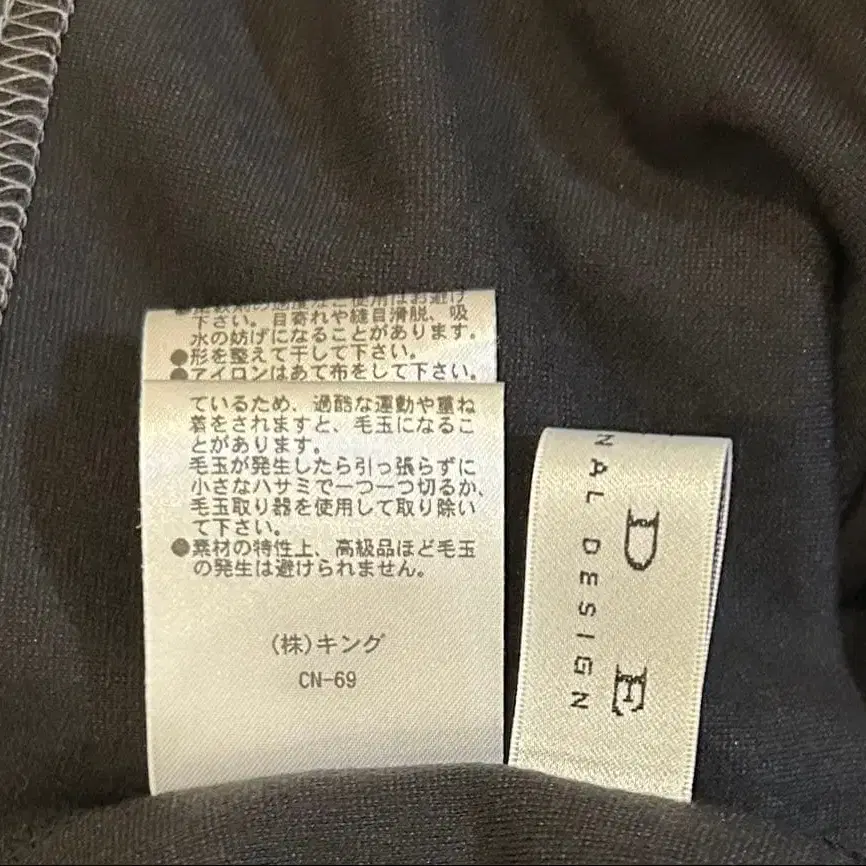 使用はお避け
下さい。目寄れや縫目滑脱、吸
水の妨げになることがあります。
●形を整えて干して下さい。
●アイロンはあて布をして下さい。
ているため、過酷な運動や重ね
着をされますと、毛玉になるこ
とがあります。
毛玉が発生したら引っ張らずに
小さなハサミで一つ一つ切るか、
毛玉取り器を使用して取り除い
て下さい。
●素材の特性上、高級品ほど毛玉
の発生は避けられません。
(株)キング
CN-69
NAL DESIGN
D E